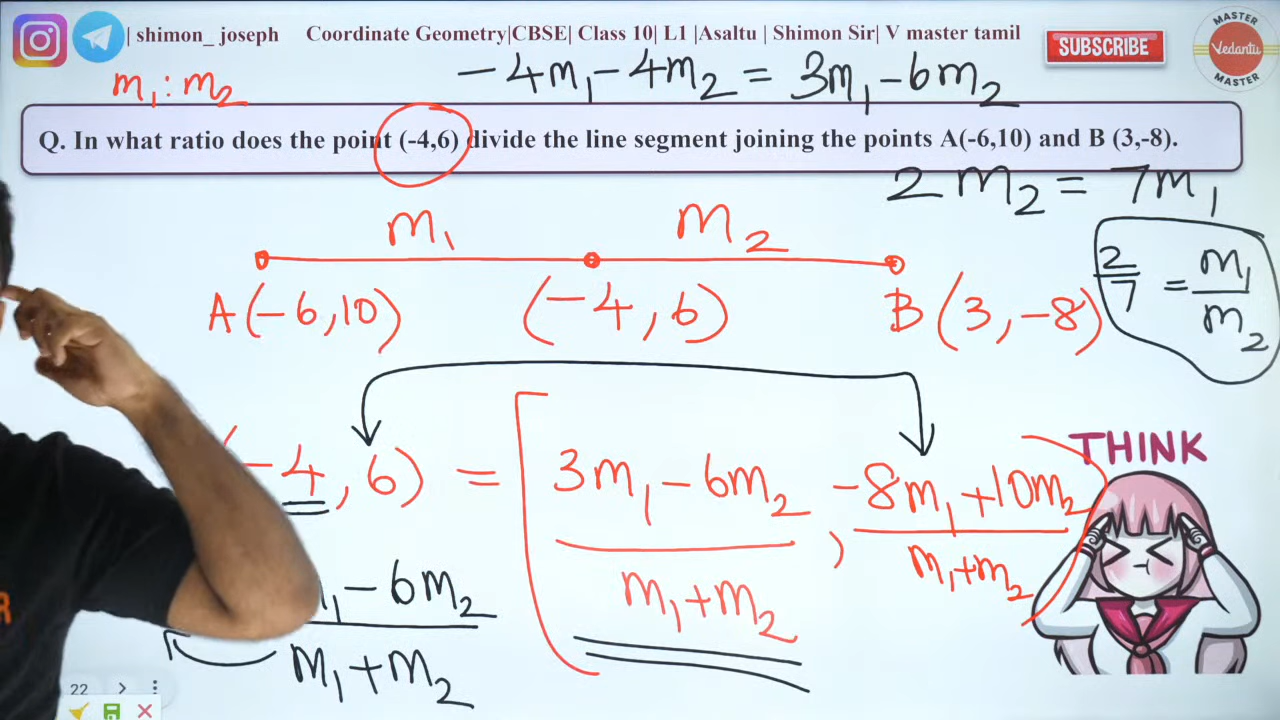 | shimon_ joseph Coordinate Geometry|CBSE| Class 10| L1 |Asaltu | Shimon Sir| V master tamil
SUBSCRIBE
MASTER
Vedantu
MASTER
m₁ : m₂
-4m₁ - 4m₂ = 3m₁ - 6m₂
Q. In what ratio does the point (-4,6) divide the line segment joining the points A(-6,10) and B (3,-8).
2m₂ = 7m₁
m₁ m₂
2/7 = m₁/m₂
A(-6,10) (-4,6) B(3,-8)
THINK
-4,6) = [3m₁ - 6m₂ / m₁+m₂ , -8m₁+10m₂ / m₁+m₂)
- 6m₂
m₁+m₂
22